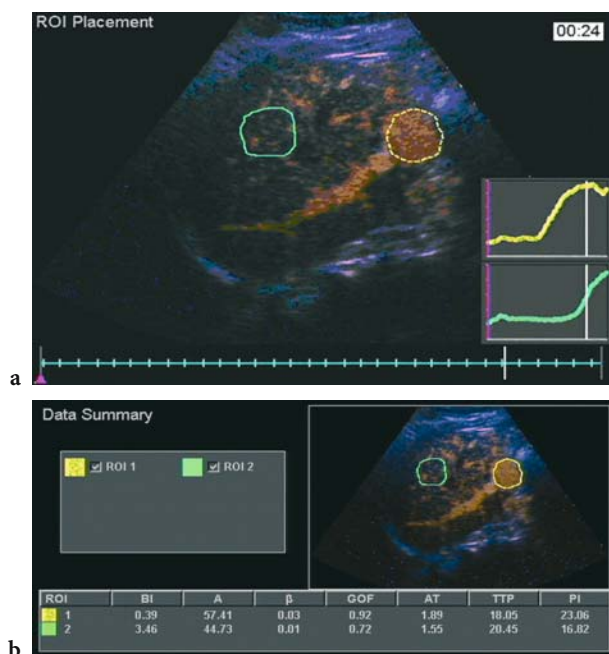 ROI Placement
00:24
a
Data Summary
ROI 1 ROI 2
ROI BI A β GOF AT TTP PI
1 0.39 57.41 0.03 0.92 1.89 18.05 23.06
2 3.46 44.73 0.01 0.72 1.55 20.45 16.82
b